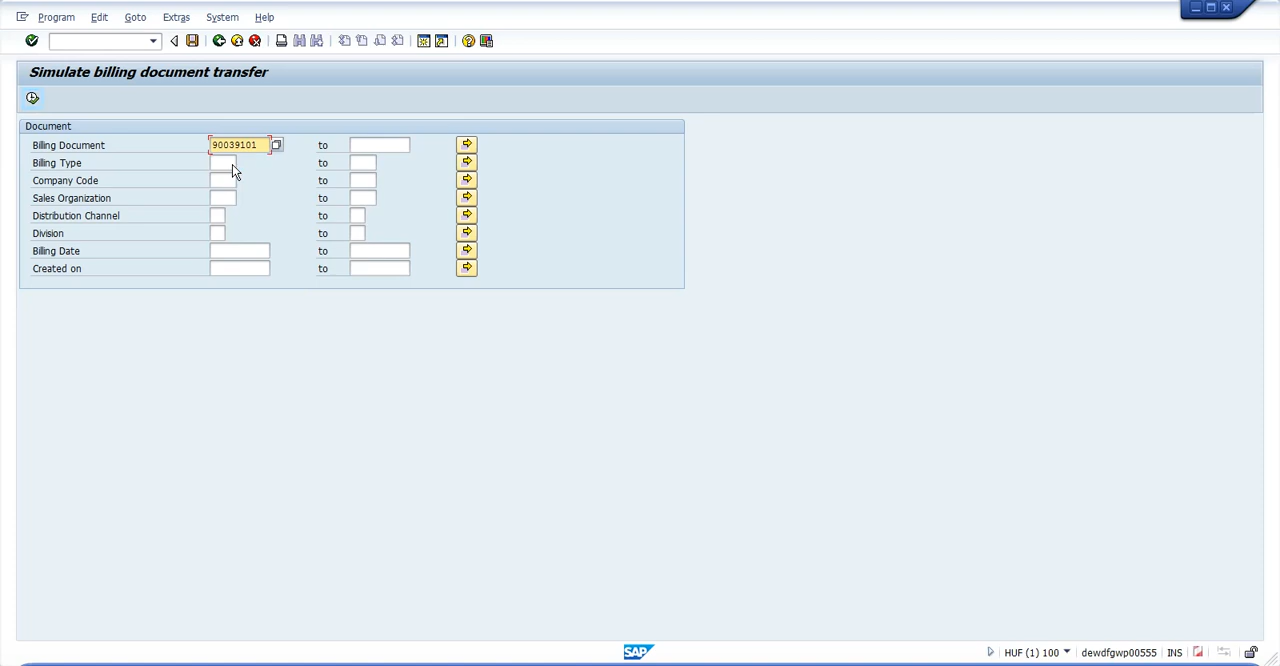 Program Edit Goto Extras System Help
Simulate billing document transfer
Document
Billing Document 90039101 to
Billing Type to
Company Code to
Sales Organization to
Distribution Channel to
Division to
Billing Date to
Created on to
SAP HUF (1) 100 dewdfgwp00555 INS